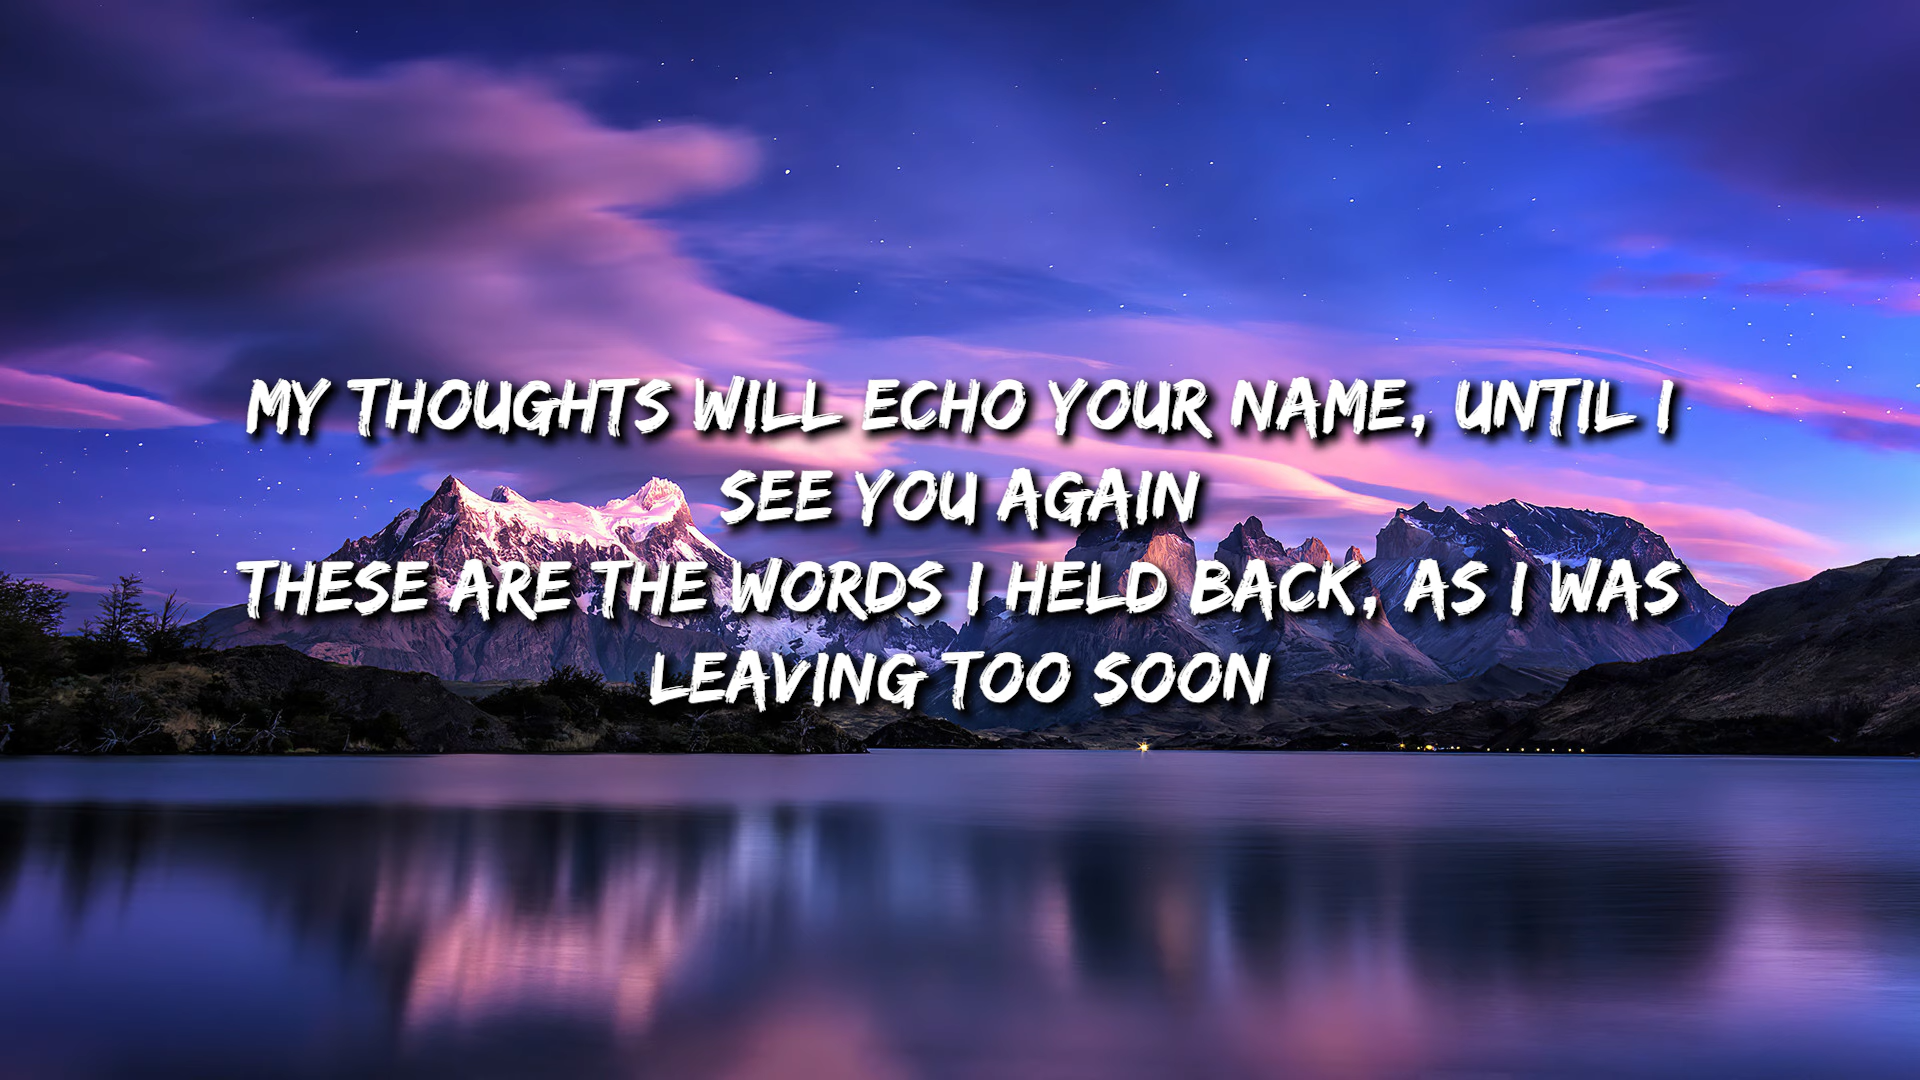 MY THOUGHTS WILL ECHO YOUR NAME, UNTIL I
SEE YOU AGAIN
THESE ARE THE WORDS I HELD BACK, AS I WAS
LEAVING TOO SOON